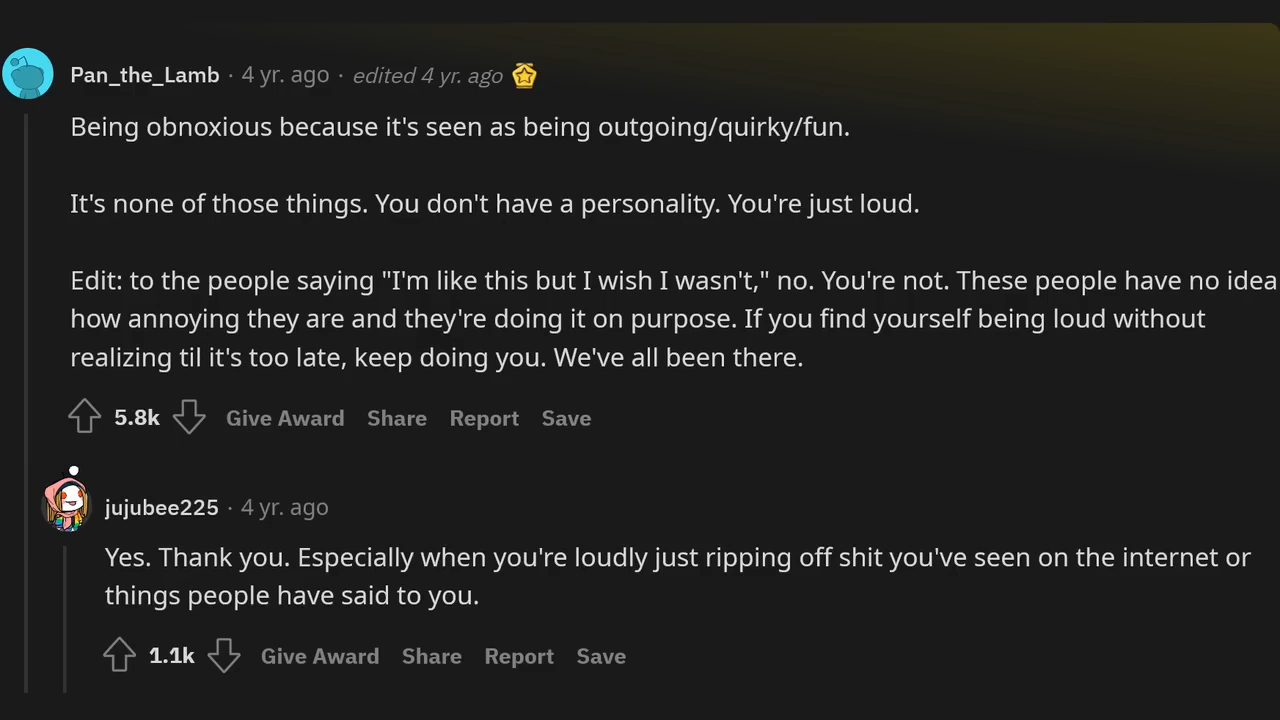 Pan_the_Lamb · 4 yr. ago · edited 4 yr. ago
Being obnoxious because it's seen as being outgoing/quirky/fun.
It's none of those things. You don't have a personality. You're just loud.
Edit: to the people saying "I'm like this but I wish I wasn't," no. You're not. These people have no idea
how annoying they are and they're doing it on purpose. If you find yourself being loud without
realizing til it's too late, keep doing you. We've all been there.
5.8k Give Award Share Report Save
jujubee225 · 4 yr. ago
Yes. Thank you. Especially when you're loudly just ripping off shit you've seen on the internet or
things people have said to you.
1.1k Give Award Share Report Save